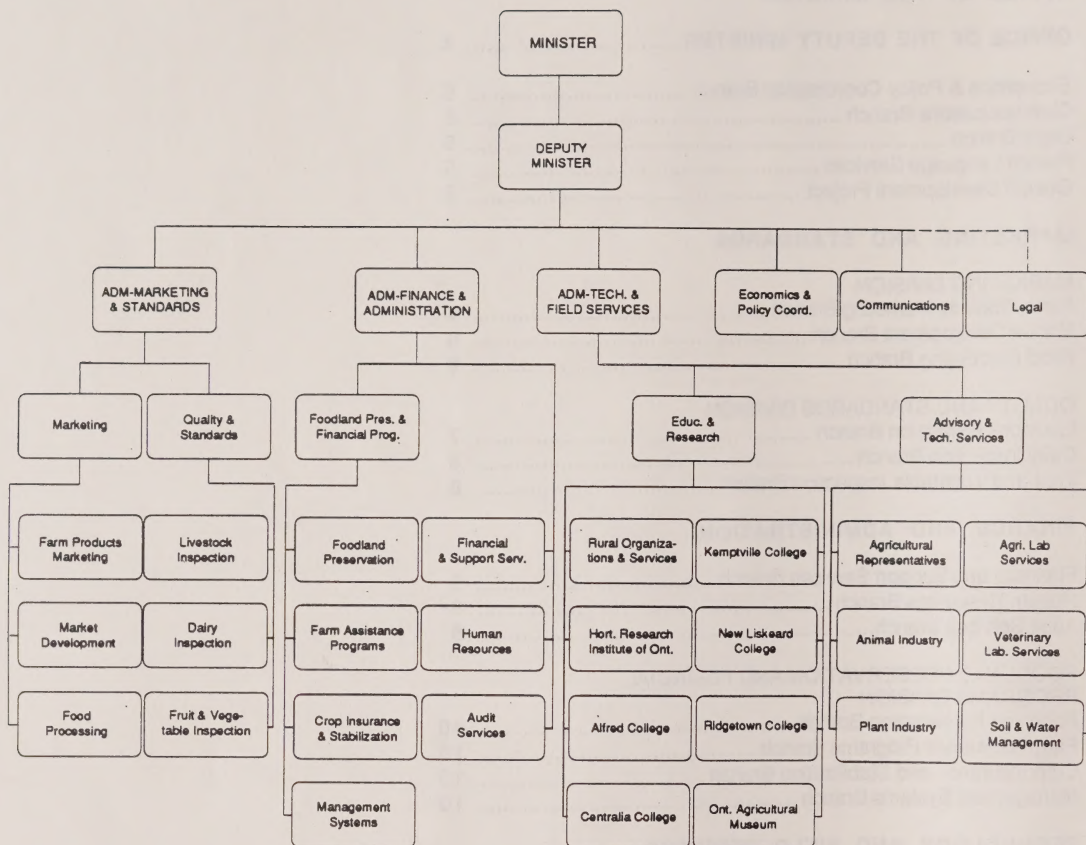 MINISTER
DEPUTY
MINISTER
ADM-MARKETING
& STANDARDS
ADM-FINANCE &
ADMINISTRATION
ADM-TECH. &
FIELD SERVICES
Economics &
Policy Coord.
Communications
Legal
Marketing
Quality &
Standards
Foodland Pres. &
Financial Prog.
Educ. &
Research
Advisory &
Tech. Services
Farm Products
Marketing
Livestock
Inspection
Foodland
Preservation
Financial
& Support Serv.
Rural Organiza-
tions & Services
Kemptville College
Agricultural
Representatives
Agri. Lab
Services
Market
Development
Dairy
Inspection
Farm Assistance
Programs
Human
Resources
Hort. Research
Institute of Ont.
New Liskeard
College
Animal Industry
Veterinary
Lab. Services
Food
Processing
Fruit & Vege-
table Inspection
Crop Insurance
& Stabilization
Audit
Services
Alfred College
Ridgetown College
Plant Industry
Soil & Water
Management
Management
Systems
Centralia College
Ont. Agricultural
Museum